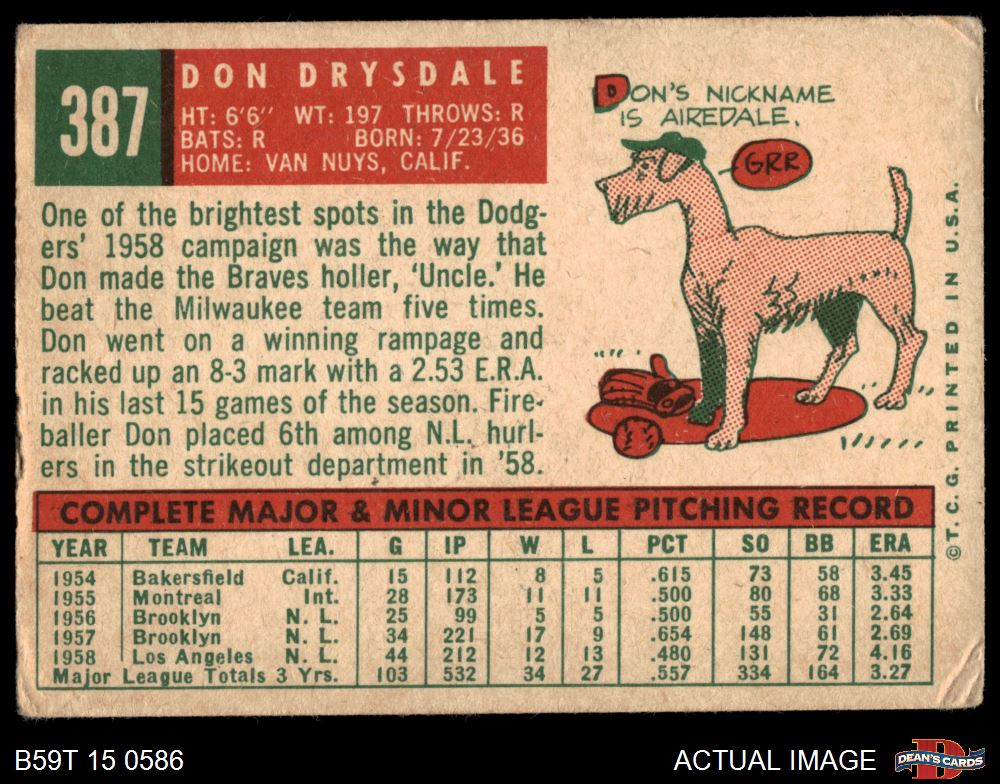 387
DON DRYSDALE
HT: 6'6" WT: 197 THROWS: R
BATS: R BORN: 7/23/36
HOME: VAN NUYS, CALIF.
DON'S NICKNAME
IS AIREDALE.
GRR
One of the brightest spots in the Dodg-
ers' 1958 campaign was the way that
Don made the Braves holler, 'Uncle.' He
beat the Milwaukee team five times.
Don went on a winning rampage and
racked up an 8-3 mark with a 2.53 E.R.A.
in his last 15 games of the season. Fire-
baller Don placed 6th among N.L. hurl-
ers in the strikeout department in '58.
©T.C.G. PRINTED IN U.S.A.
COMPLETE MAJOR & MINOR LEAGUE PITCHING RECORD
YEAR TEAM LEA. G IP W L PCT SO BB ERA
1954 Bakersfield Calif. 15 112 8 5 .615 73 58 3.45
1955 Montreal Int. 28 173 11 11 .500 80 68 3.33
1956 Brooklyn N. L. 25 99 5 5 .500 55 31 2.64
1957 Brooklyn N. L. 34 221 17 9 .654 148 61 2.69
1958 Los Angeles N. L. 44 212 12 13 .480 131 72 4.16
Major League Totals 3 Yrs. 103 532 34 27 .557 334 164 3.27
B59T 15 0586
ACTUAL IMAGE
D
DEAN'S CARDS